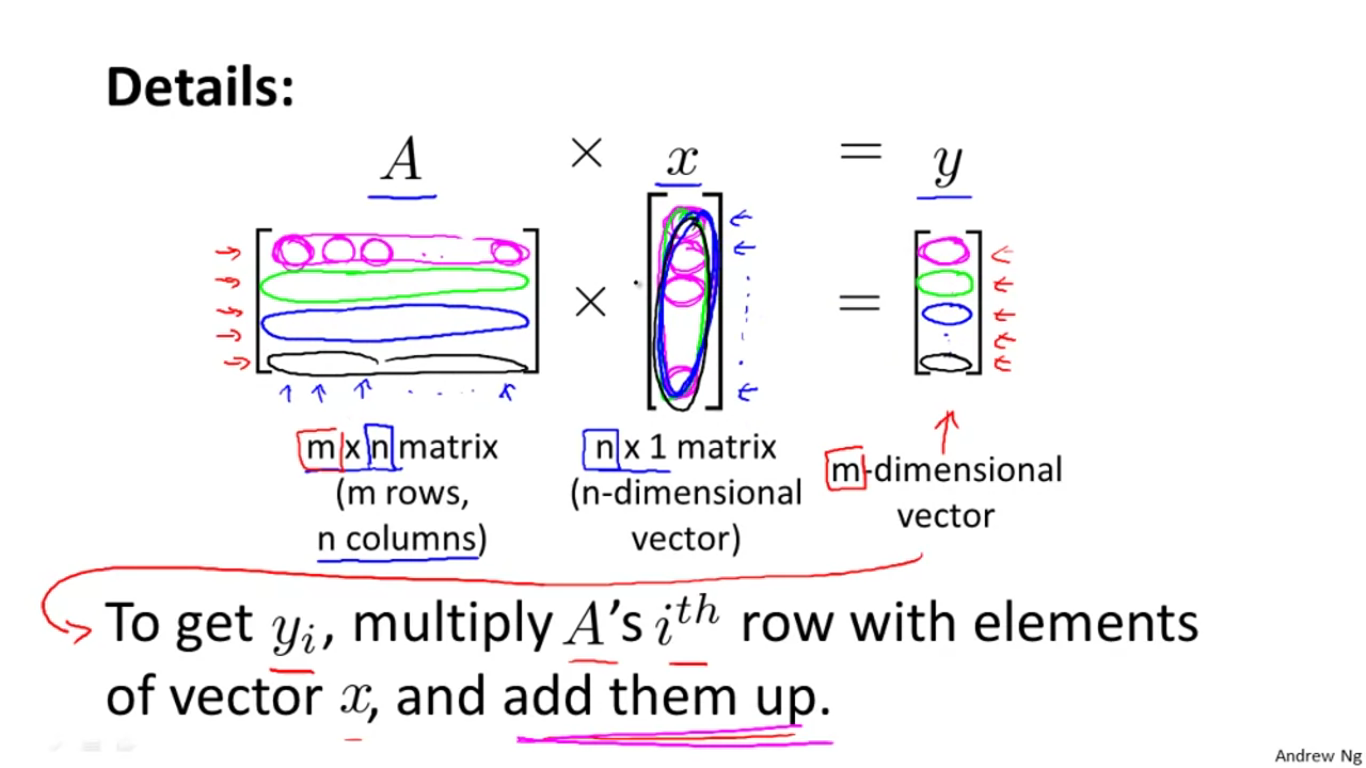 Details:
A × x = y
× =
m x n matrix n x 1 matrix m-dimensional
(m rows, (n-dimensional vector
n columns) vector)
To get yᵢ, multiply A's iᵗʰ row with elements
of vector x, and add them up.
Andrew Ng